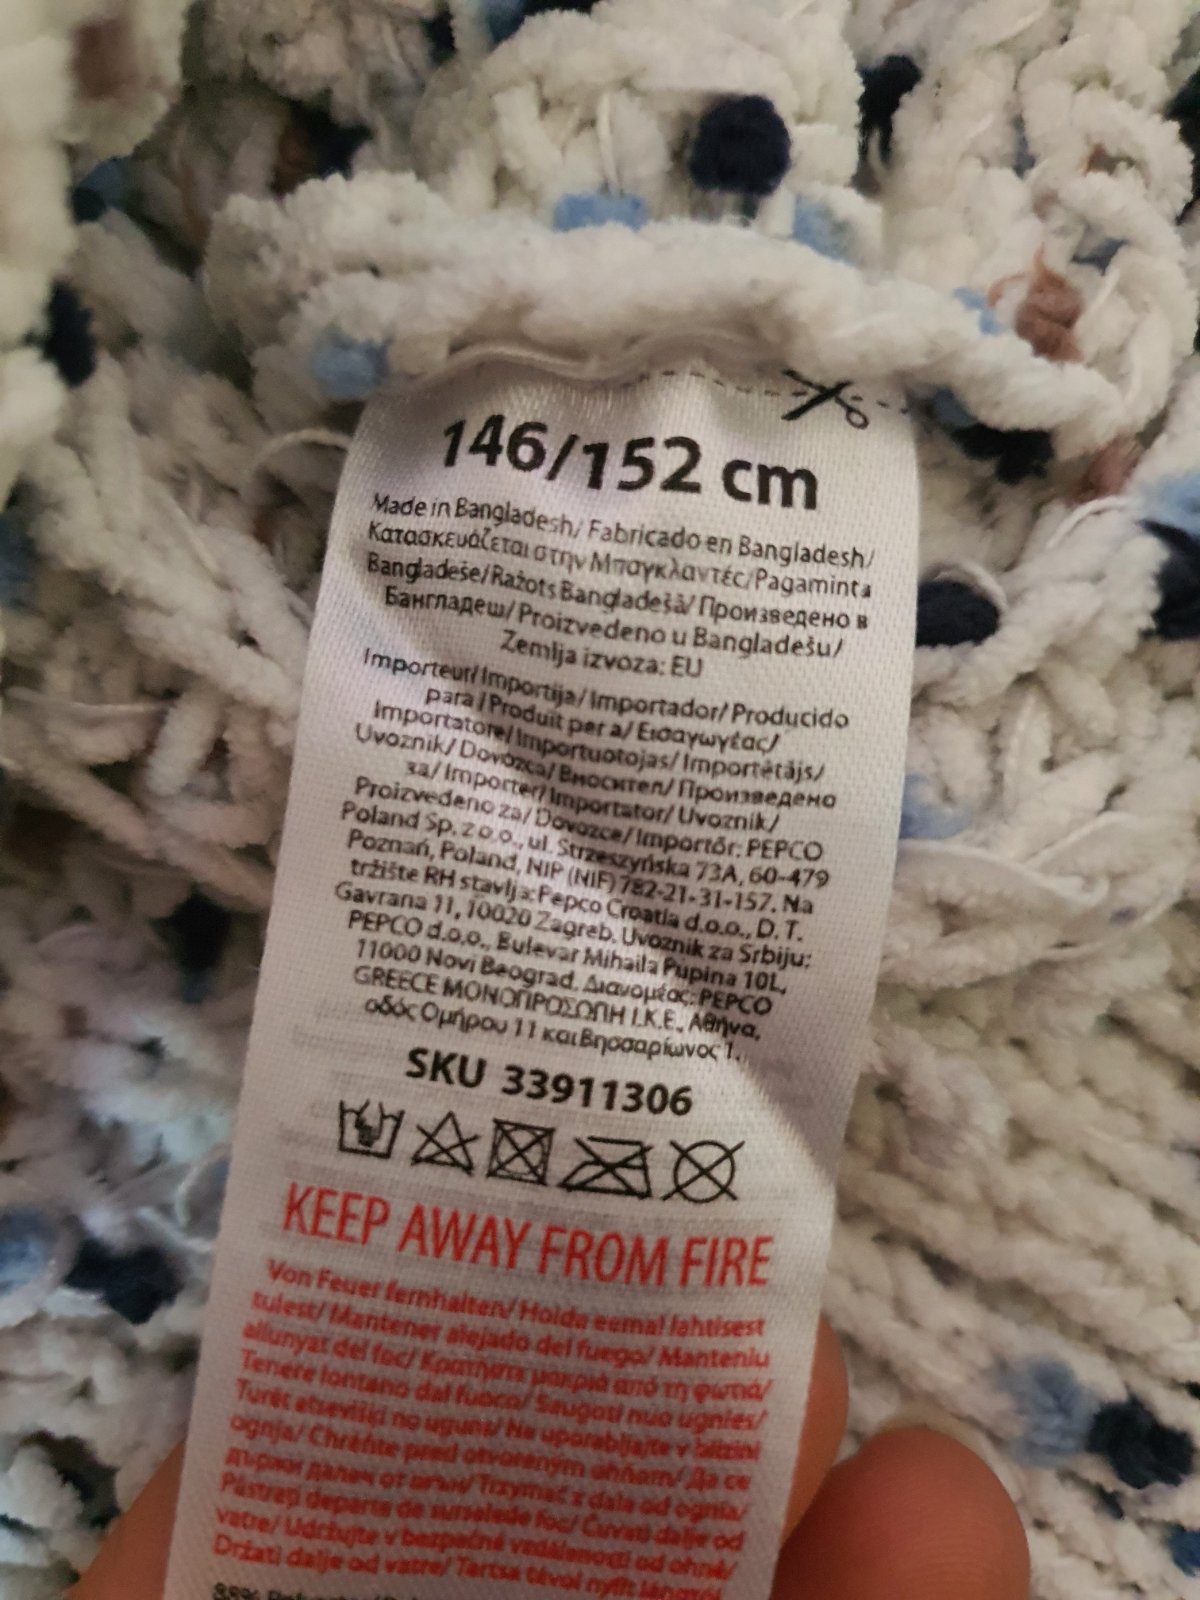 146/152 cm
Made in Bangladesh/ Fabricado en Bangladesh/
Κατασκευάζεται στην Μπαγκλαντές/Pagaminta
Bangladeše/Ražots Bangladešā/ Произведено в
Бангладеш/ Proizvedeno u Bangladešu/
Zemlja izvoza: EU
Importeur/ Importija/ Importador/ Producido
para / Produit per a/ Εισαγωγέας/
Importatore/ Importuotojas/ Importētājs/
Uvoznik/ Dovozca/ Вносител/ Произведено
за/ Importer/ Importator/ Uvoznik/
Proizvedeno za/ Dovozce/ Importőr: PEPCO
Poland Sp. z o.o., ul. Strzeszyńska 73A, 60-479
Poznań, Poland, NIP (NIF) 782-21-31-157. Na
tržište RH stavlja: Pepco Croatia d.o.o., D. T.
Gavrana 11, 10020 Zagreb. Uvoznik za Srbiju:
PEPCO d.o.o., Bulevar Mihaila Pupina 10L,
11000 Novi Beograd. Διανομέας: PEPCO
GREECE ΜΟΝΟΠΡΟΣΩΠΗ Ι.Κ.Ε., Αθήνα,
οδός Ομήρου 11 και Βησσαρίωνος 1.
SKU 33911306
KEEP AWAY FROM FIRE
Von Feuer fernhalten/ Hoida eemal lahtisest
tulest/ Mantener alejado del fuego/ Manteniu
allunyat del foc/ Κρατήστε μακριά από τη φωτιά/
Tenere lontano dal fuoco/ Saugoti nuo ugnies/
Turēt atsevišķi no uguns/ Ne uporabljajte v bližini
ognja/ Chráňte pred otvoreným ohňom/ Да се
държи далеч от огън/ Trzymać z dala od ognia/
Păstrați departe de sursele de foc/ Čuvati dalje od
vatre/ Udržujte v bezpečné vzdálenosti od ohně/
Držati dalje od vatre/ Tartsa távol nyílt lángtól